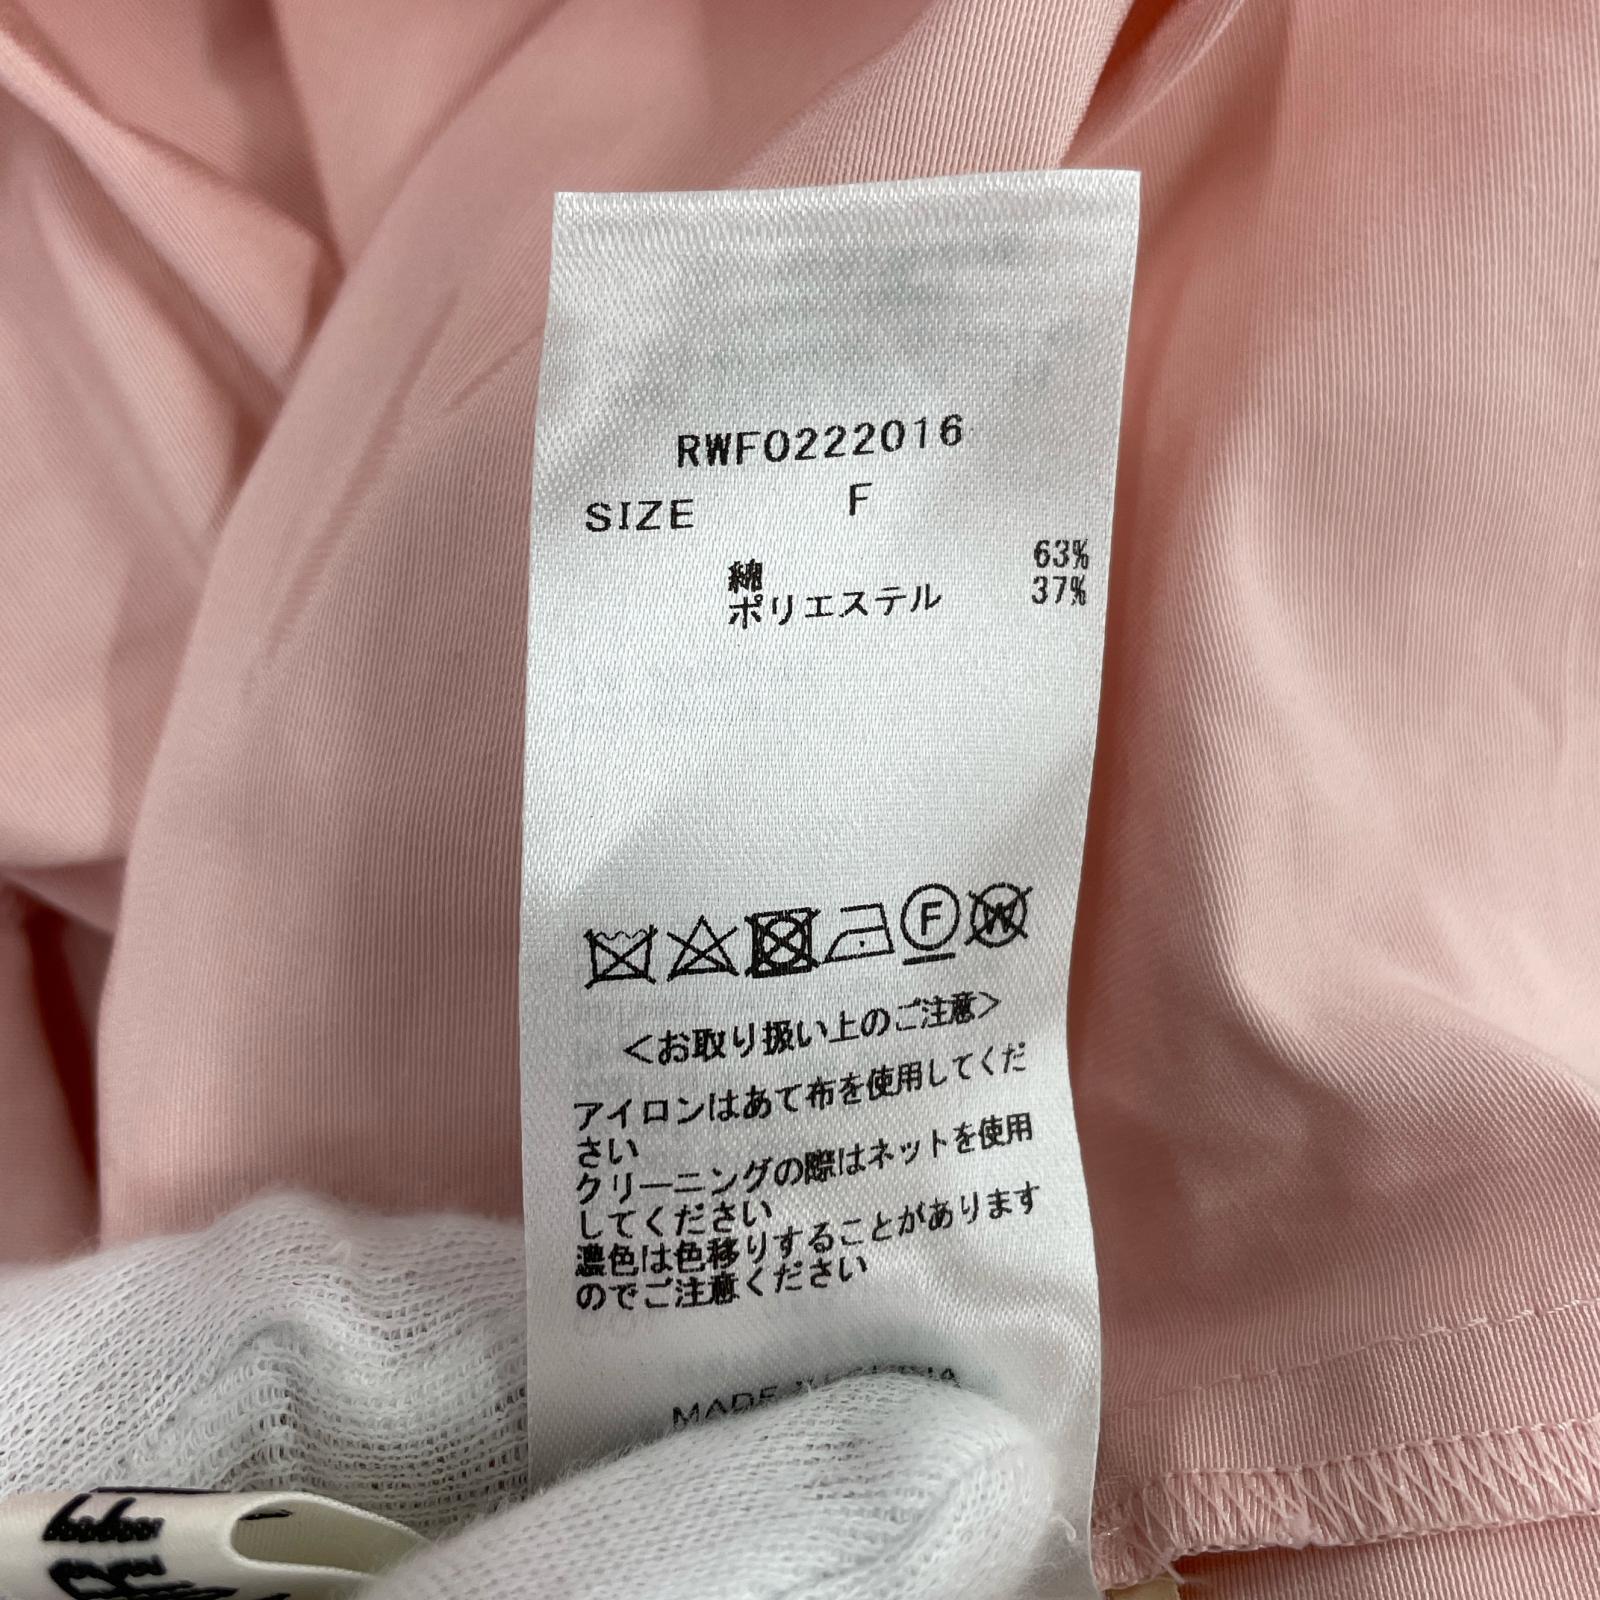 RWF0222016
SIZE F
綿 63%
ポリエステル 37%
F W
<お取り扱い上のご注意>
アイロンはあて布を使用してくだ
さい
クリーニングの際はネットを使用
してください
濃色は色移りすることがあります
のでご注意ください
MADE